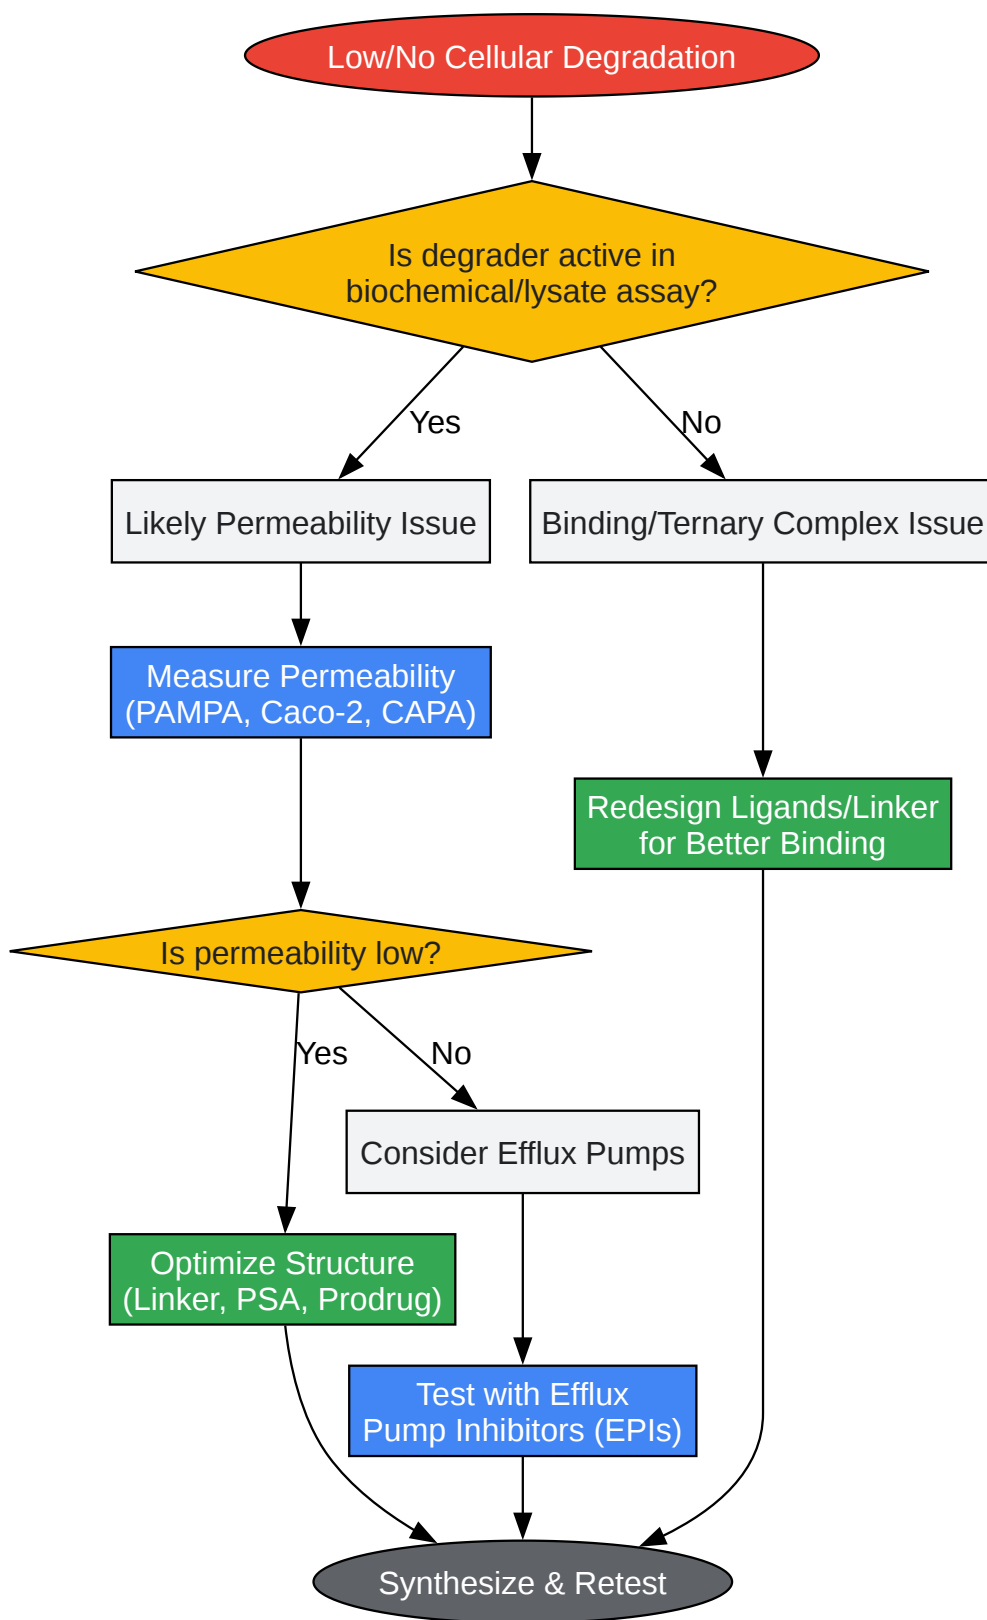 Low/No Cellular Degradation
Is degrader active in
biochemical/lysate assay?
Yes
No
Likely Permeability Issue
Binding/Ternary Complex Issue
Measure Permeability
(PAMPA, Caco-2, CAPA)
Redesign Ligands/Linker
for Better Binding
Is permeability low?
Yes
No
Consider Efflux Pumps
Optimize Structure
(Linker, PSA, Prodrug)
Test with Efflux
Pump Inhibitors (EPIs)
Synthesize & Retest